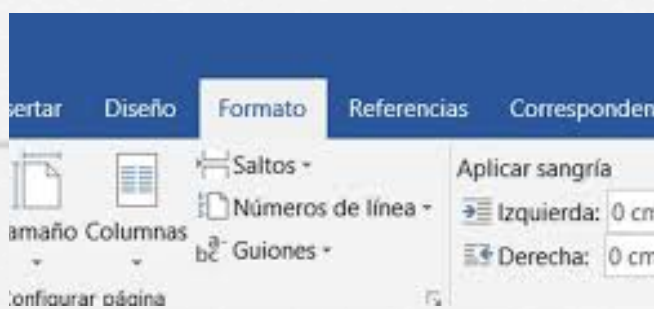 sertar Diseño Formato Referencias Corresponden
Saltos
Aplicar sangría
Números de línea
Izquierda: 0 cm
amaño Columnas
Guiones
Derecha: 0 cm
onfigurar página